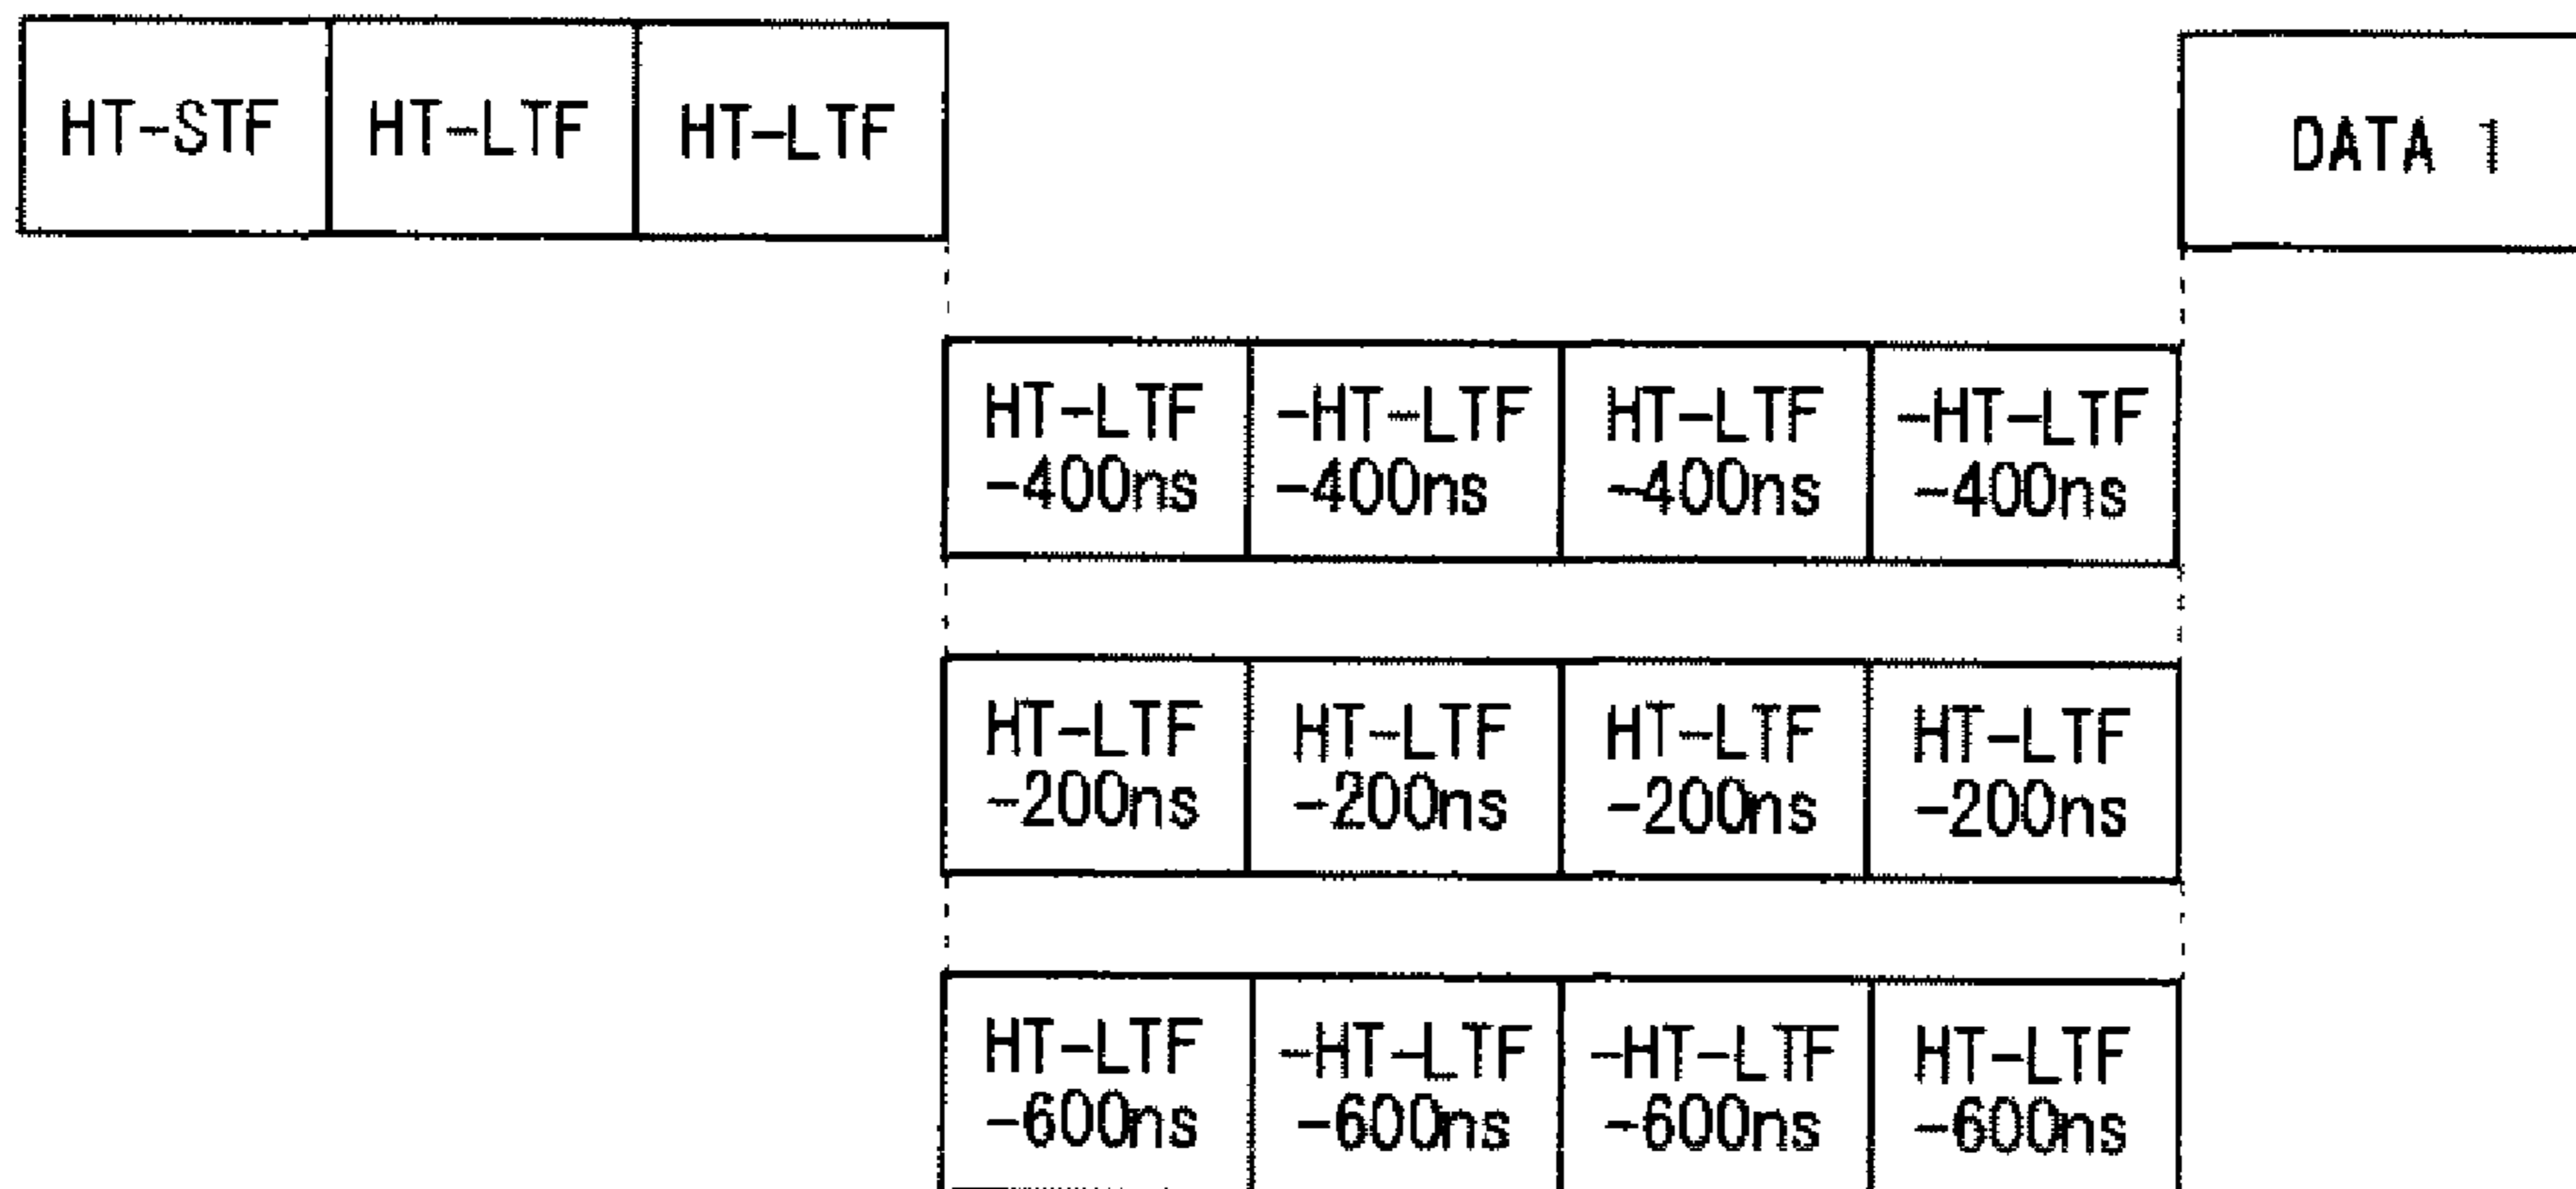 HT-STF HT-LTF HT-LTF DATA 1
HT-LTF -HT-LTF HT-LTF -HT-LTF
-400ns -400ns -400ns -400ns
HT-LTF HT-LTF HT-LTF HT-LTF
-200ns -200ns -200ns -200ns
HT-LTF -HT-LTF -HT-LTF HT-LTF
-600ns -600ns -600ns -600ns